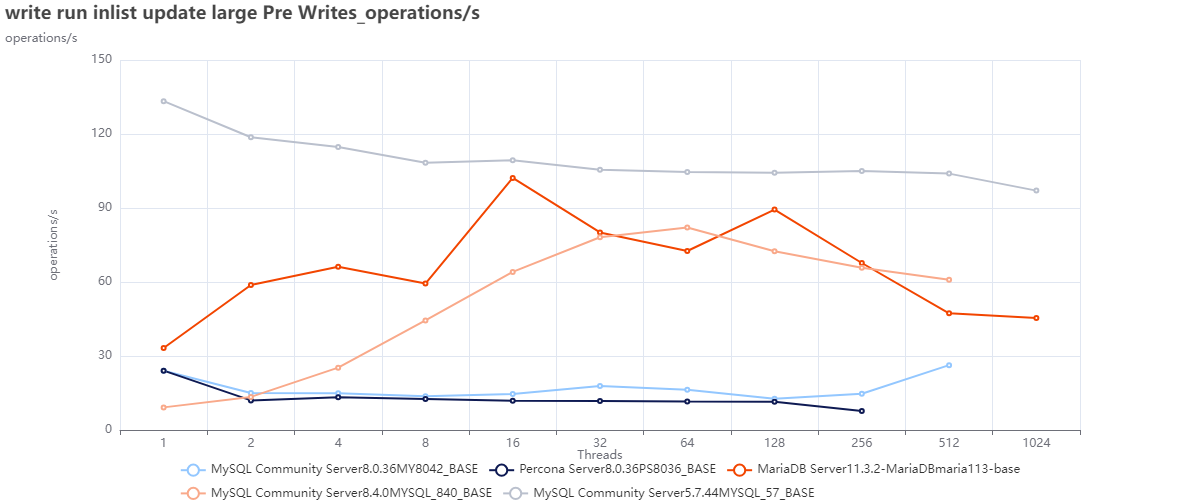 write run inlist update large Pre Writes_operations/s
operations/s
150
120
90
60
30
0
operations/s
1 2 4 8 16 32 64 128 256 512 1024
Threads
MySQL Community Server8.0.36MY8042_BASE Percona Server8.0.36PS8036_BASE MariaDB Server11.3.2-MariaDBmaria113-base
MySQL Community Server8.4.0MYSQL_840_BASE MySQL Community Server5.7.44MYSQL_57_BASE